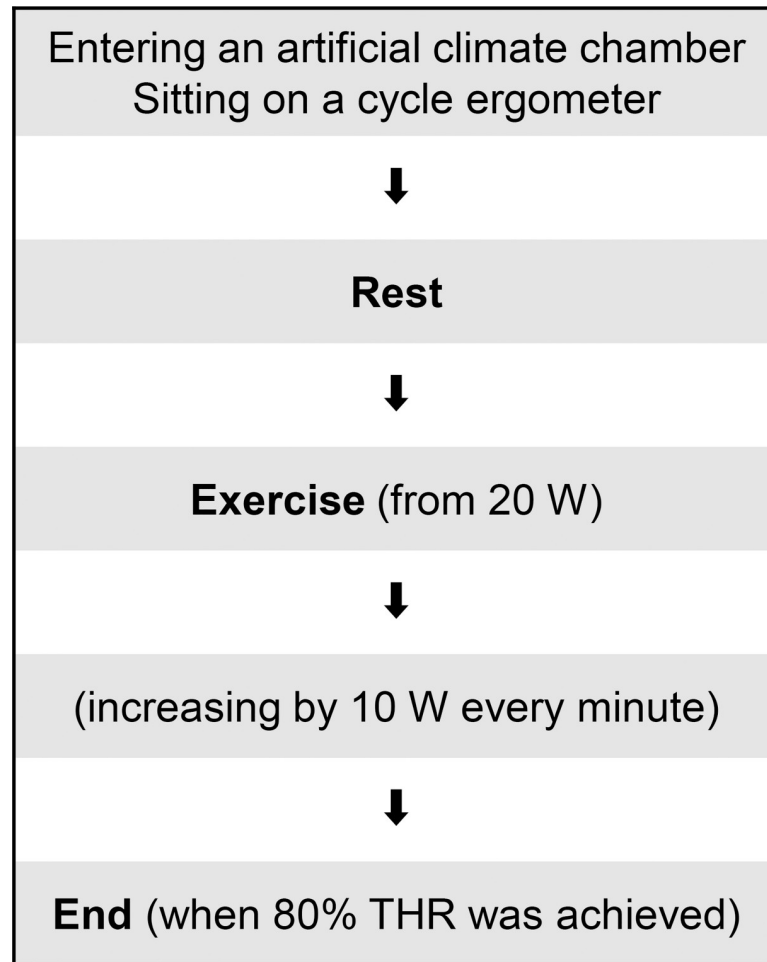 Entering an artificial climate chamber
Sitting on a cycle ergometer
Rest
Exercise (from 20 W)
(increasing by 10 W every minute)
End (when 80% THR was achieved)